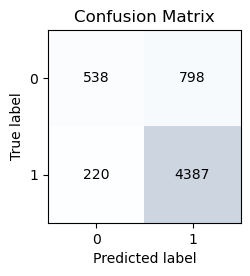 Confusion Matrix
True label
0
538 798
1
220 4387
0 1
Predicted label